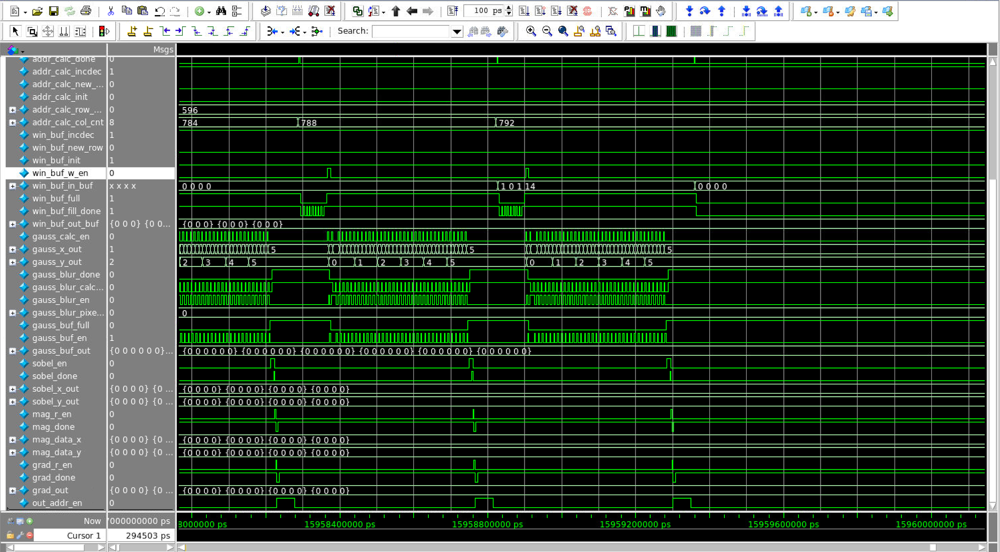 100 ps
Search:
Msgs
addr_calc_done 0
addr_calc_incdec 1
addr_calc_new_... 0
addr_calc_init 0
addr_calc_row_... 0 596
addr_calc_col_cnt 8 784 788 792
win_buf_incdec 1
win_buf_new_row 0
win_buf_init 1
win_buf_w_en 0
win_buf_in_buf x x x x 0 0 0 0 1 0 1 14 0 0 0 0
win_buf_full 1
win_buf_fill_done 1
win_buf_out_buf {0 0 0} {0 0... {0 0 0} {0 0 0} {0 0 0}
gauss_calc_en 0
gauss_x_out 1 5 5 5
gauss_y_out 2 2 3 4 5 0 1 2 3 4 5 0 1 2 3 4 5
gauss_blur_done 0
gauss_blur_calc... 0
gauss_blur_en 0
gauss_blur_pixe... 0 0
gauss_buf_full 0
gauss_buf_en 1
gauss_buf_out {0 0 0 0 0 0}... {0 0 0 0 0 0} {0 0 0 0 0 0} {0 0 0 0 0 0} {0 0 0 0 0 0} {0 0 0 0 0 0} {0 0 0 0 0 0}
sobel_en 0
sobel_done 0
sobel_x_out {0 0 0 0} {0 ... {0 0 0 0} {0 0 0 0} {0 0 0 0} {0 0 0 0}
sobel_y_out {0 0 0 0} {0 ... {0 0 0 0} {0 0 0 0} {0 0 0 0} {0 0 0 0}
mag_r_en 0
mag_done 0
mag_data_x {0 0 0 0} {0 ... {0 0 0 0} {0 0 0 0} {0 0 0 0} {0 0 0 0}
mag_data_y {0 0 0 0} {0 ... {0 0 0 0} {0 0 0 0} {0 0 0 0} {0 0 0 0}
grad_r_en 0
grad_done 0
grad_out {0 0 0 0} {0 ... {0 0 0 0} {0 0 0 0} {0 0 0 0} {0 0 0 0}
out_addr_en 0
Now 000000000 ps 8000000 ps 15958400000 ps 15958800000 ps 15959200000 ps 15959600000 ps 15960000000 ps
Cursor 1 294503 ps